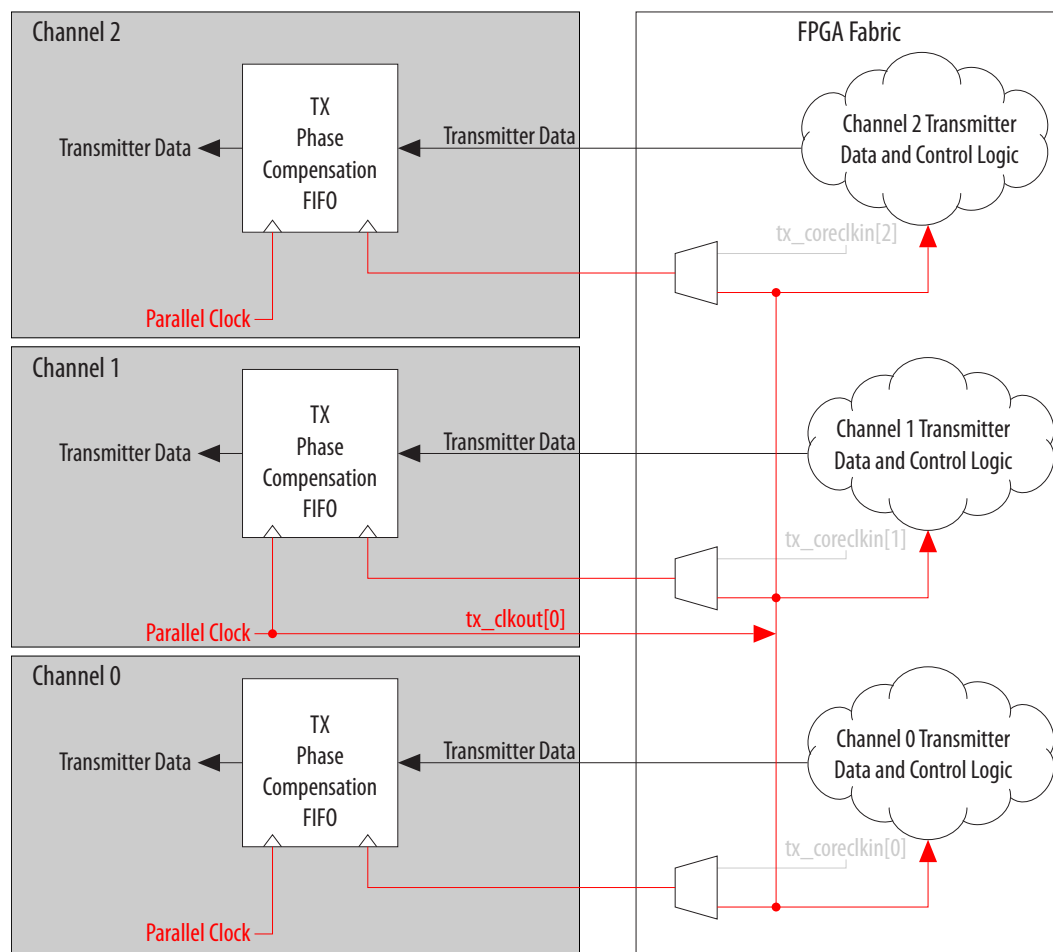 Channel 2
FPGA Fabric
TX
Phase
Compensation
FIFO
Transmitter Data
Transmitter Data
Channel 2 Transmitter
Data and Control Logic
tx_coreclkin[2]
Parallel Clock
Channel 1
TX
Phase
Compensation
FIFO
Transmitter Data
Transmitter Data
Channel 1 Transmitter
Data and Control Logic
tx_coreclkin[1]
Parallel Clock
tx_clkout[0]
Channel 0
TX
Phase
Compensation
FIFO
Transmitter Data
Transmitter Data
Channel 0 Transmitter
Data and Control Logic
tx_coreclkin[0]
Parallel Clock